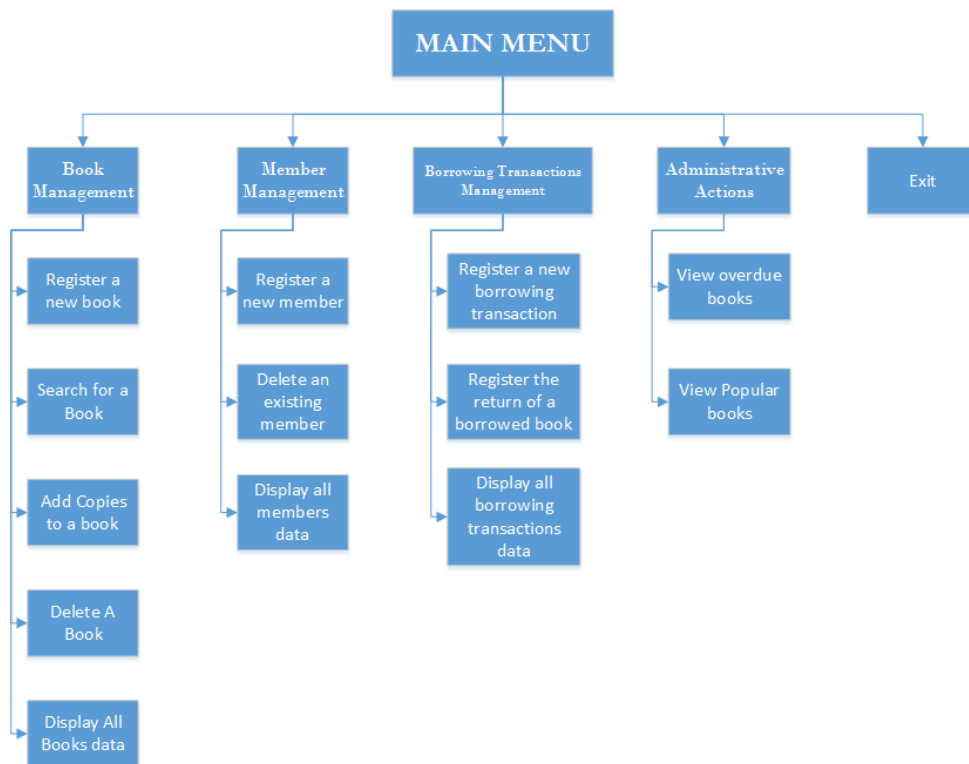 MAIN MENU
Book
Management
Member
Management
Borrowing Transactions
Management
Administrative
Actions
Exit
Register a
new book
Search for a
Book
Add Copies
to a book
Delete A
Book
Display All
Books data
Register a
new member
Delete an
existing
member
Display all
members
data
Register a new
borrowing
transaction
Register the
return of a
borrowed book
Display all
borrowing
transactions
data
View overdue
books
View Popular
books